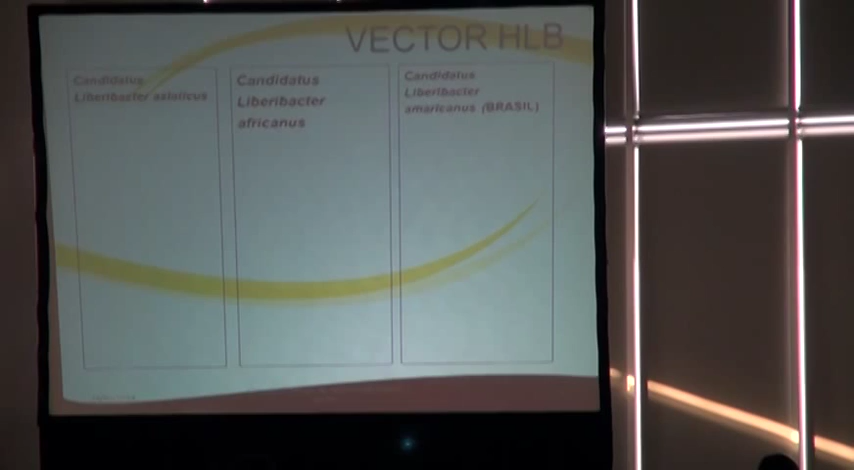 VECTOR HLB
Candidatus
Liberibacter asiaticus
Candidatus
Liberibacter
africanus
Candidatus
Liberibacter
americanus (BRASIL)